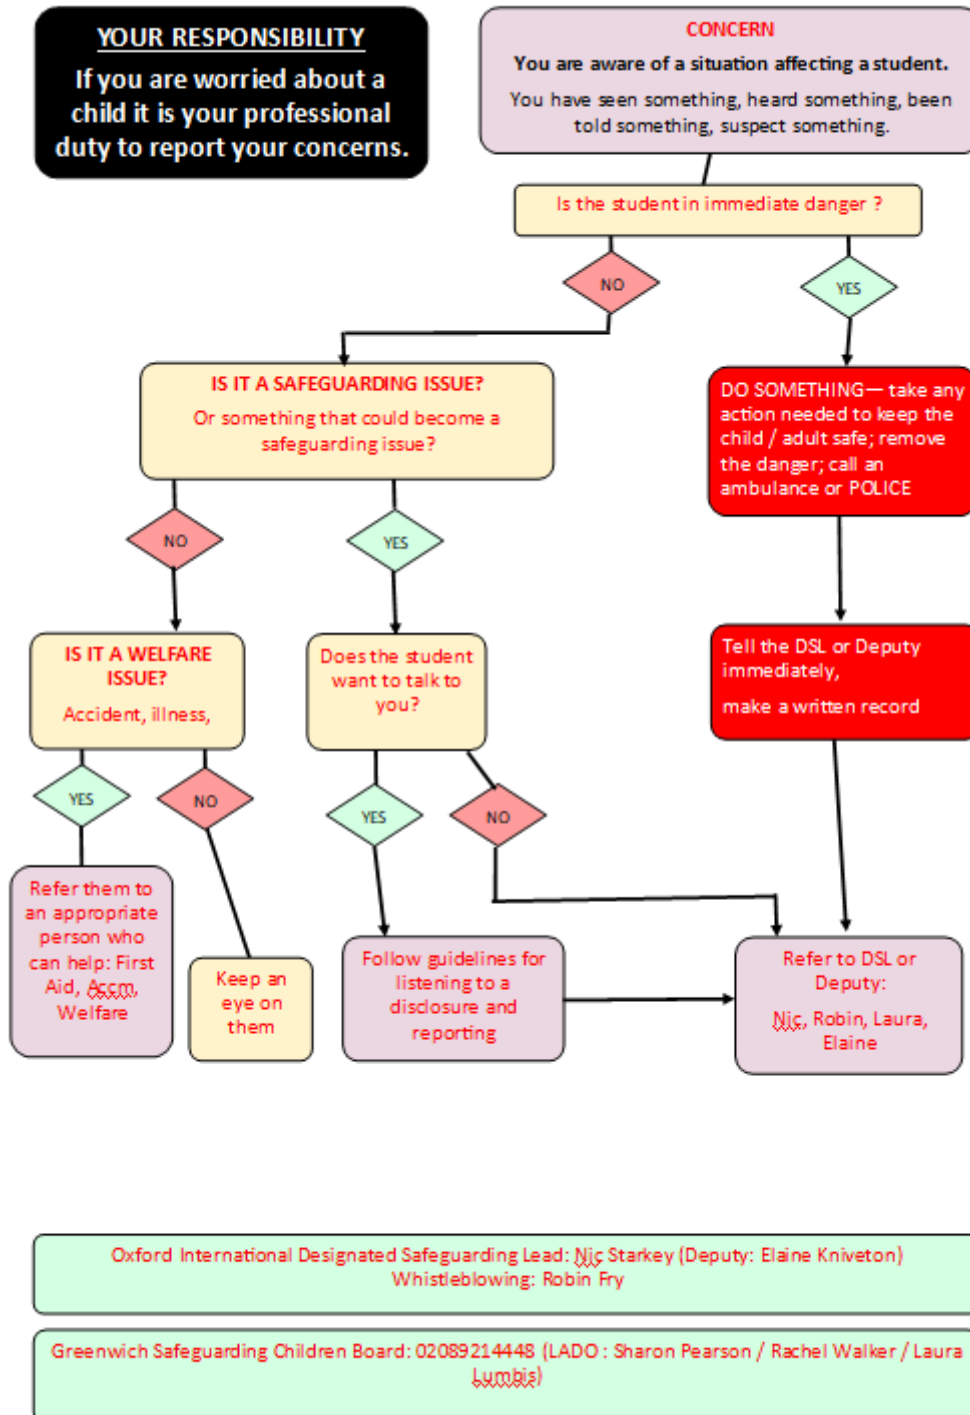 YOUR RESPONSIBILITY
If you are worried about a
child it is your professional
duty to report your concerns.
CONCERN
You are aware of a situation affecting a student.
You have seen something, heard something, been
told something, suspect something.
Is the student in immediate danger ?
NO
YES
IS IT A SAFEGUARDING ISSUE?
Or something that could become a
safeguarding issue?
DO SOMETHING— take any
action needed to keep the
child / adult safe; remove
the danger; call an
ambulance or POLICE
NO
YES
IS IT A WELFARE
ISSUE?
Accident, illness,
Does the student
want to talk to
you?
Tell the DSL or Deputy
immediately,
make a written record
YES
NO
YES
NO
Refer them to
an appropriate
person who
can help: First
Aid, Accm,
Welfare
Keep an
eye on
them
Follow guidelines for
listening to a
disclosure and
reporting
Refer to DSL or
Deputy:
Nic, Robin, Laura,
Elaine
Oxford International Designated Safeguarding Lead: Nic Starkey (Deputy: Elaine Kniveton)
Whistleblowing: Robin Fry
Greenwich Safeguarding Children Board: 02089214448 (LADO : Sharon Pearson / Rachel Walker / Laura
Lumbis)